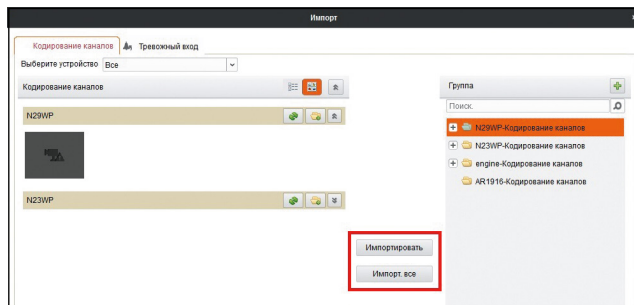 Импорт
Кодирование каналов
Тревожный вход
Выберите устройство Все
Кодирование каналов
N29WP
N23WP
Импортировать
Импорт. все
Группа
Поиск.
N29WP-Кодирование каналов
N23WP-Кодирование каналов
engine-Кодирование каналов
AR1916-Кодирование каналов